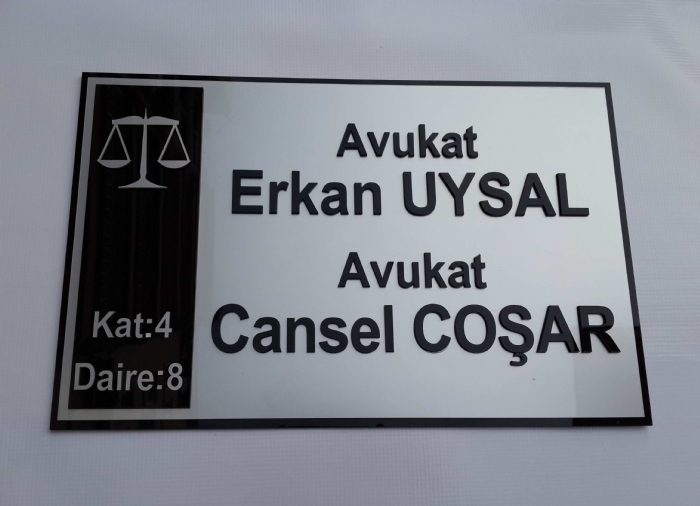 Avukat
Erkan UYSAL
Avukat
Cansel COŞAR
Kat:4
Daire:8